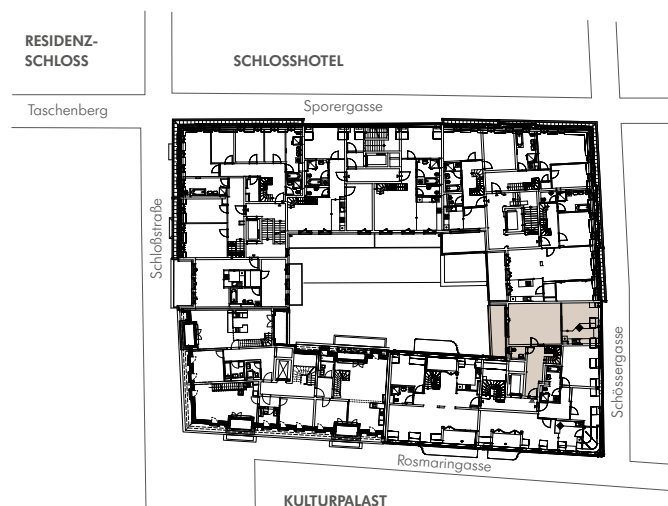 RESIDENZ-
SCHLOSS
SCHLOSSHOTEL
Taschenberg
Sporergasse
Schloßstraße
Schössergasse
Rosmaringasse
KULTURPALAST